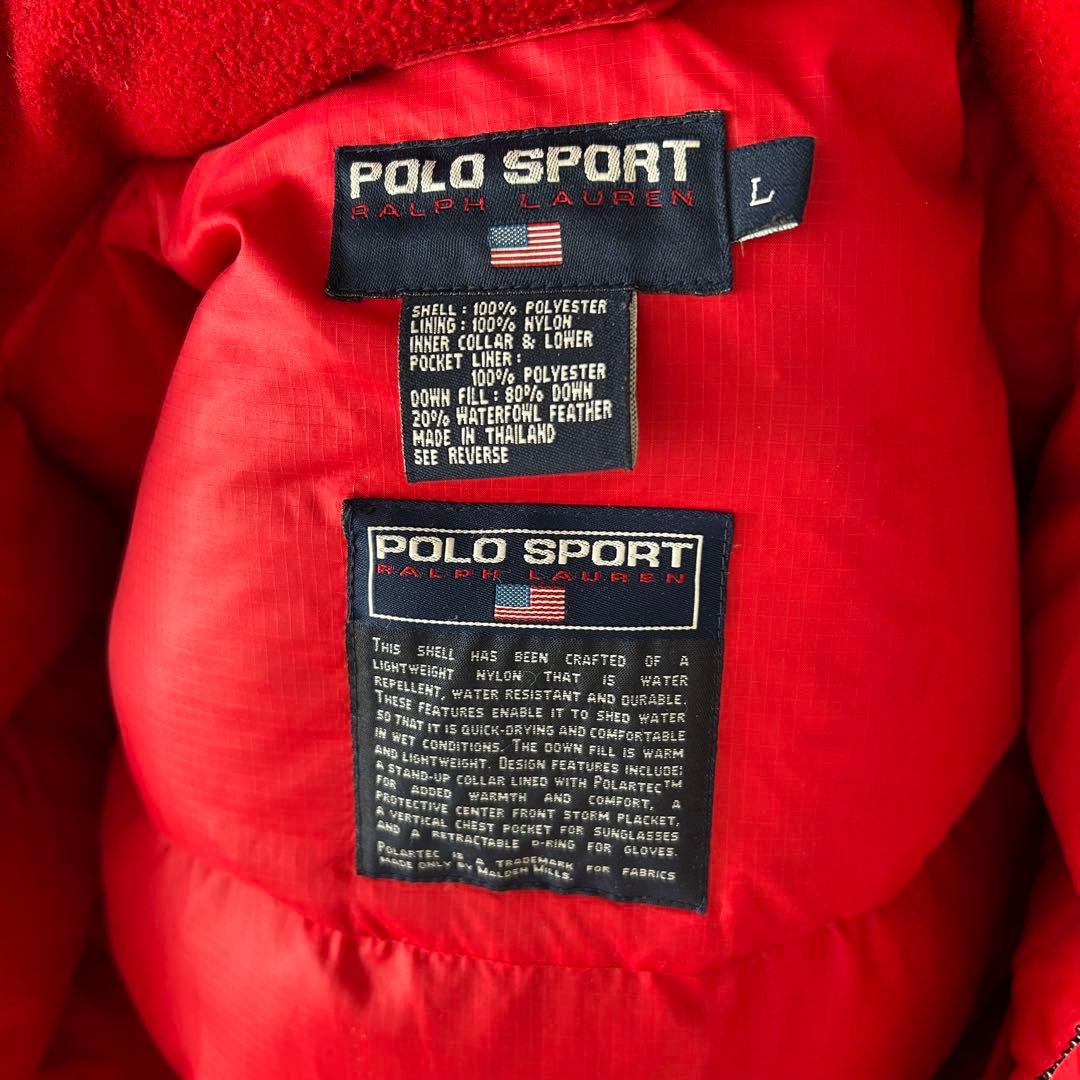 POLO SPORT
RALPH LAUREN
L
SHELL : 100% POLYESTER
LINING : 100% NYLON
INNER COLLAR & LOWER
POCKET LINER :
100% POLYESTER
DOWN FILL : 80% DOWN
20% WATERFOWL FEATHER
MADE IN THAILAND
SEE REVERSE
POLO SPORT
RALPH LAUREN
THIS SHELL HAS BEEN CRAFTED OF A
LIGHTWEIGHT NYLON THAT IS WATER
REPELLENT, WATER RESISTANT AND DURABLE.
THESE FEATURES ENABLE IT TO SHED WATER
SO THAT IT IS QUICK-DRYING AND COMFORTABLE
IN WET CONDITIONS. THE DOWN FILL IS WARM
AND LIGHTWEIGHT. DESIGN FEATURES INCLUDE:
A STAND-UP COLLAR LINED WITH POLARTEC™
FOR ADDED WARMTH AND COMFORT, A
PROTECTIVE CENTER FRONT STORM PLACKET,
A VERTICAL CHEST POCKET FOR SUNGLASSES
AND A RETRACTABLE D-RING FOR GLOVES.
POLARTEC IS A TRADEMARK FOR FABRICS
MADE ONLY BY MALDEN MILLS.